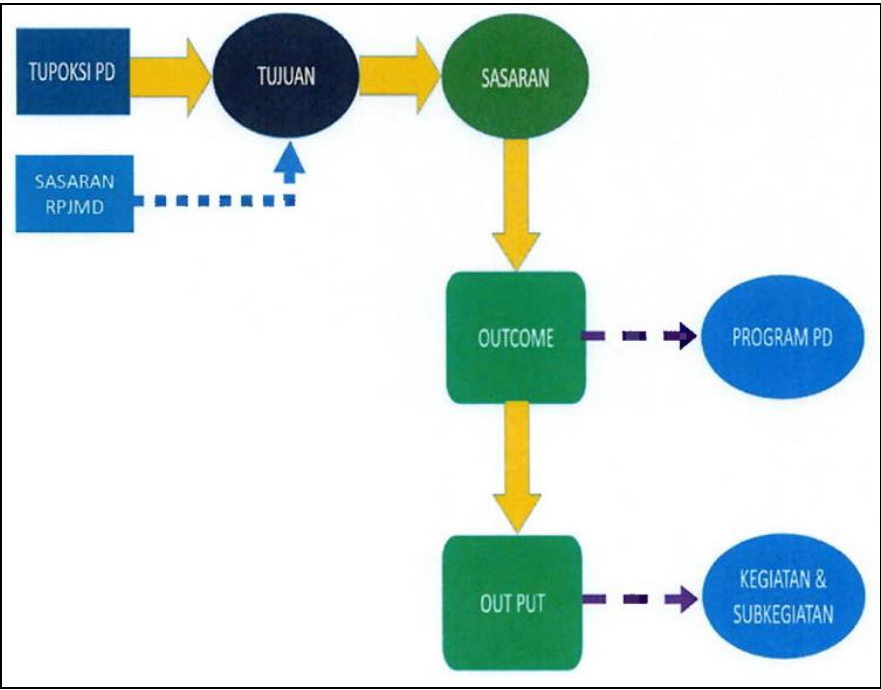 TUPOKSI PD
TUJUAN
SASARAN
SASARAN
RPJMD
OUTCOME
PROGRAM PD
OUT PUT
KEGIATAN &
SUBKEGIATAN